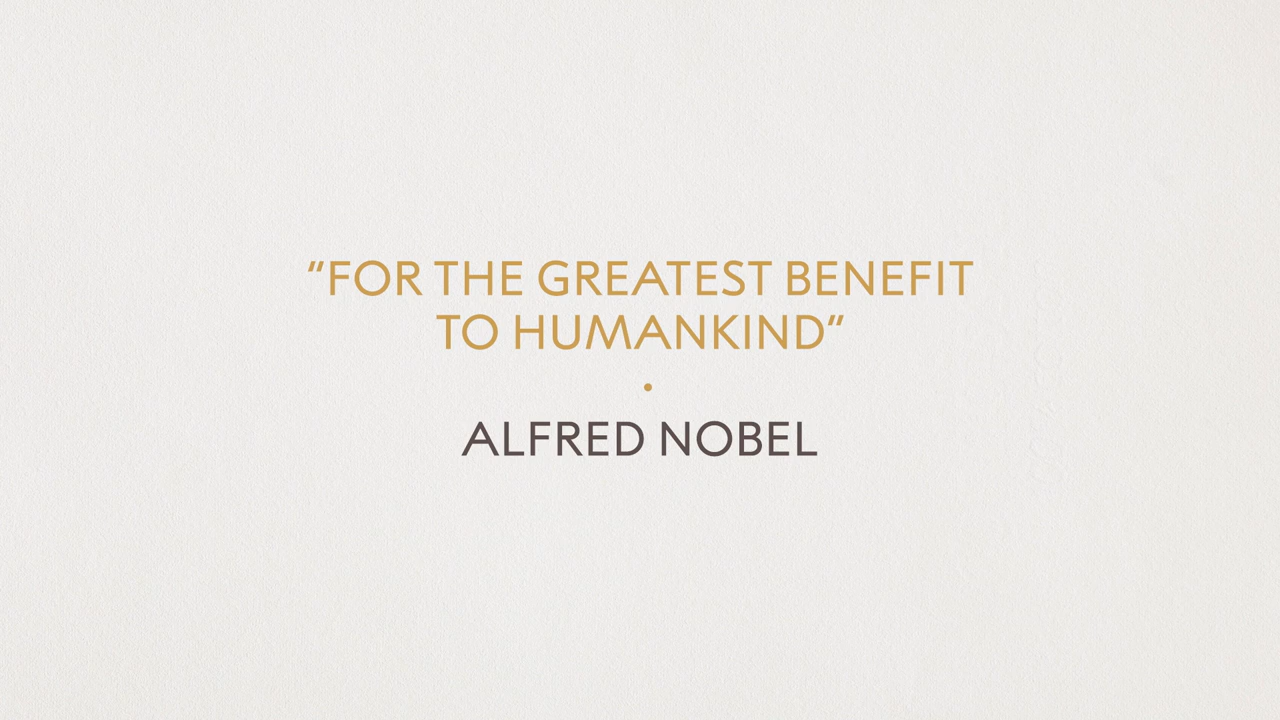 “FOR THE GREATEST BENEFIT
TO HUMANKIND”
•
ALFRED NOBEL